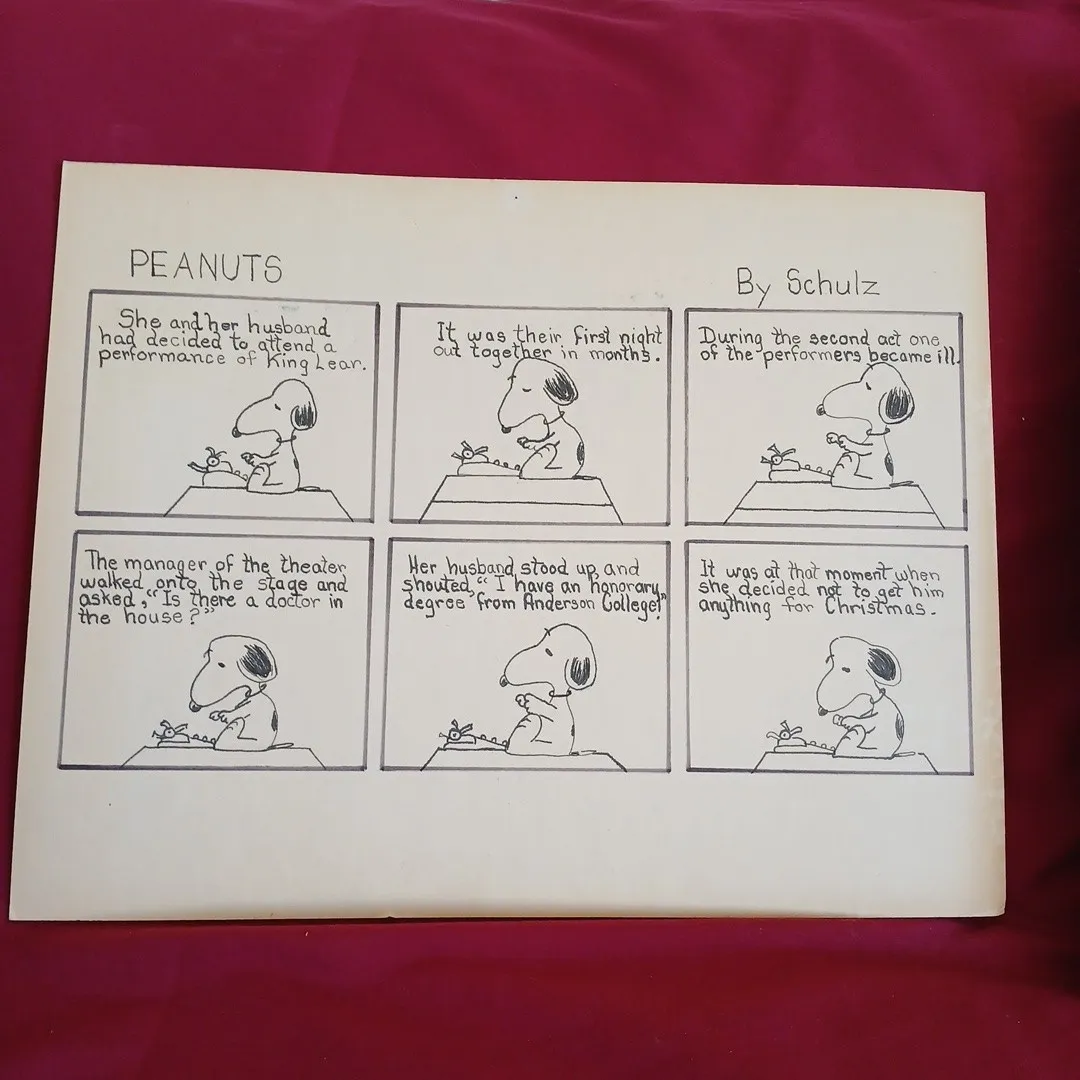 PEANUTS
By Schulz
She and her husband
had decided to attend a
performance of King Lear.
It was their first night
out together in months.
During the second act one
of the performers became ill.
The manager of the theater
walked onto the stage and
asked, "Is there a doctor in
the house?"
Her husband stood up, and
shouted, "I have an honorary
degree from Anderson College!"
It was at that moment when
she decided not to get him
anything for Christmas.